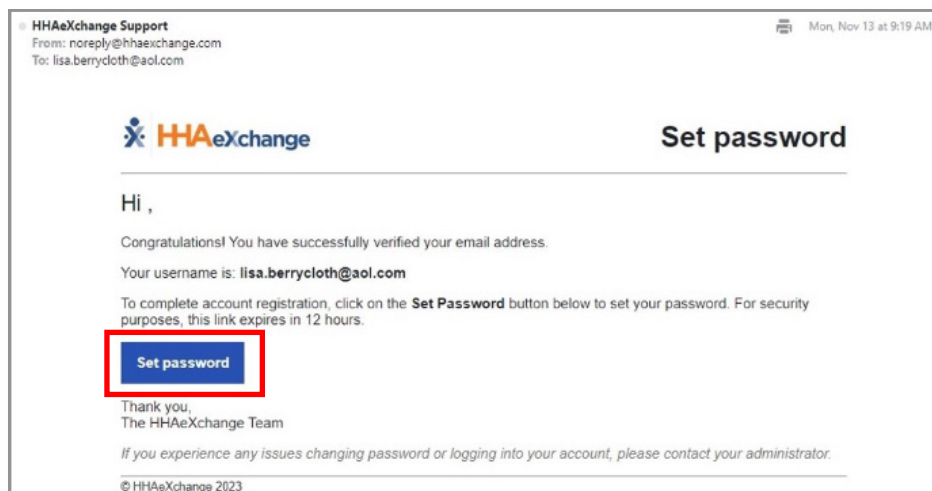 HHAeXchange Support
Mon, Nov 13 at 9:19 AM
From: noreply@hhaexchange.com
To: lisa.berrycloth@aol.com
HHAeXchange
Set password
Hi ,
Congratulations! You have successfully verified your email address.
Your username is: lisa.berrycloth@aol.com
To complete account registration, click on the Set Password button below to set your password. For security
purposes, this link expires in 12 hours.
Set password
Thank you,
The HHAeXchange Team
If you experience any issues changing password or logging into your account, please contact your administrator.
© HHAeXchange 2023